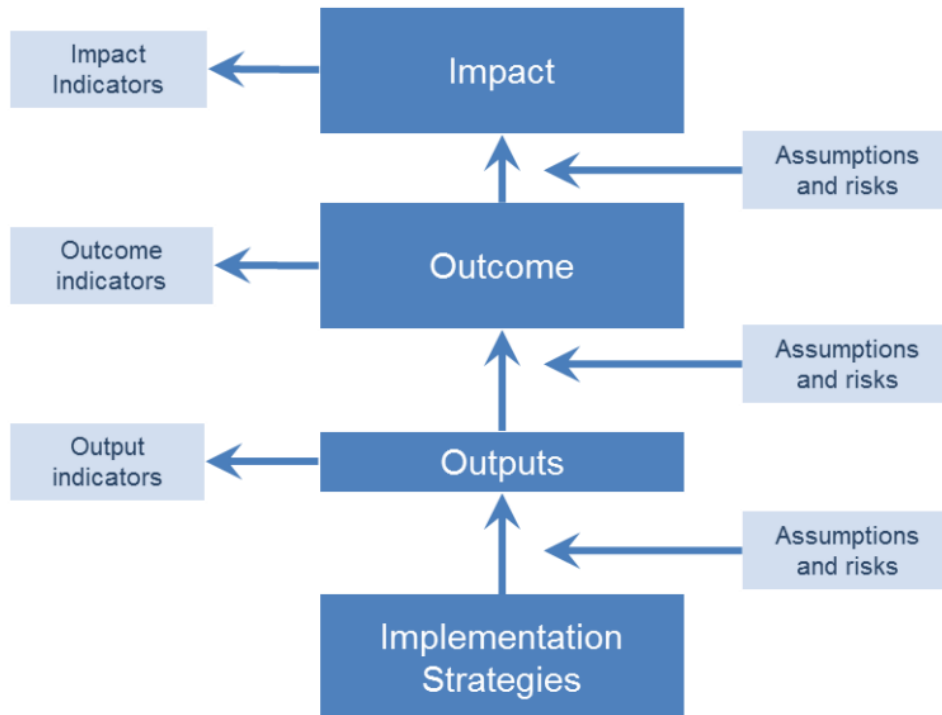 Impact
Indicators
Impact
Assumptions
and risks
Outcome
indicators
Outcome
Assumptions
and risks
Output
indicators
Outputs
Assumptions
and risks
Implementation
Strategies